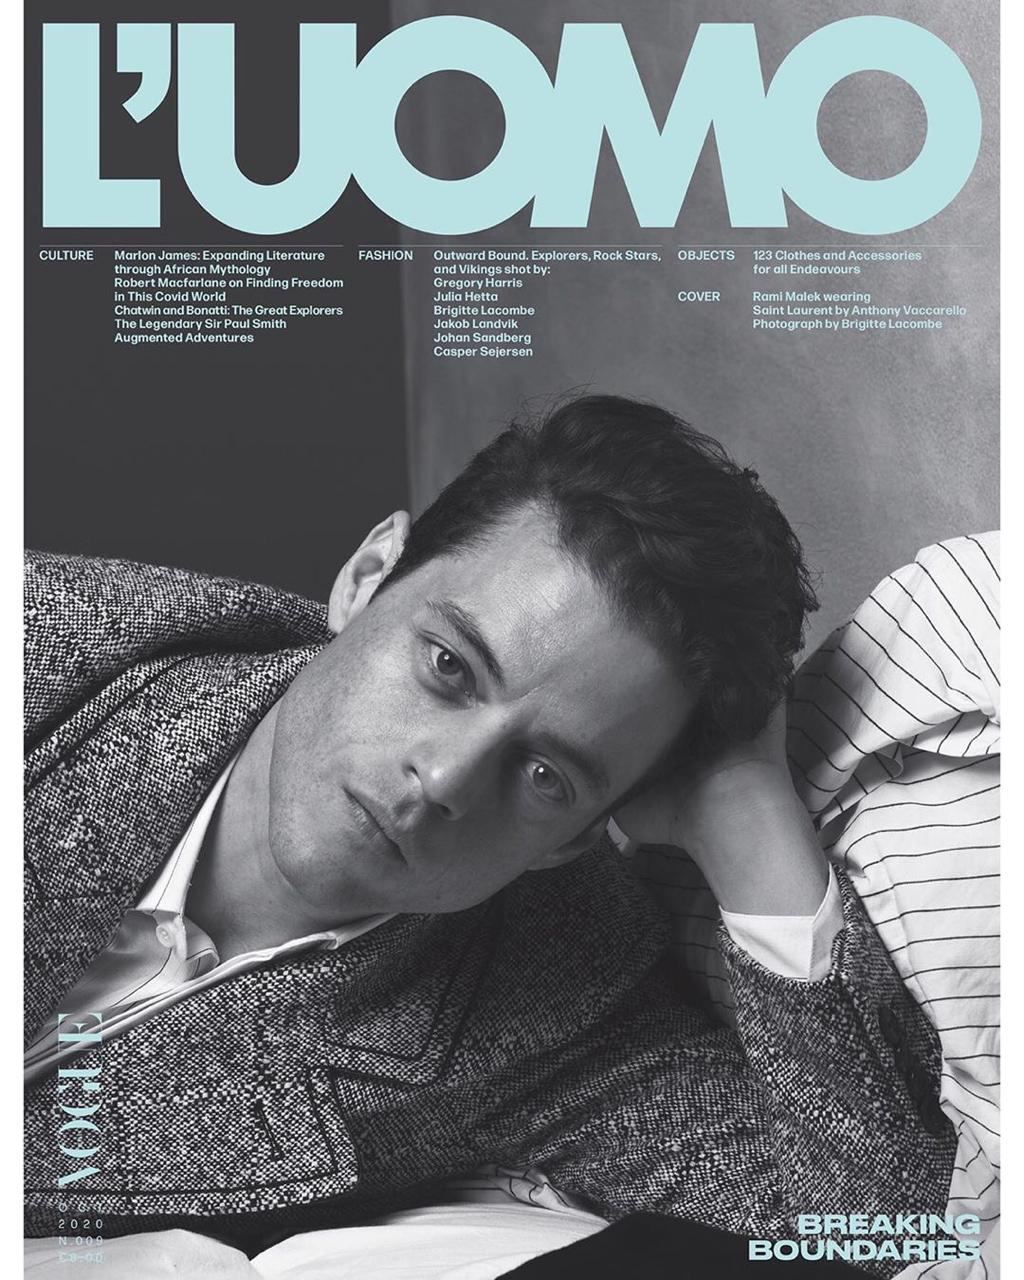 L'UOMO
CULTURE
Marlon James: Expanding Literature
through African Mythology
Robert Macfarlane on Finding Freedom
in This Covid World
Chatwin and Bonatti: The Great Explorers
The Legendary Sir Paul Smith
Augmented Adventures
FASHION
Outward Bound. Explorers, Rock Stars,
and Vikings shot by:
Gregory Harris
Julia Hetta
Brigitte Lacombe
Jakob Landvik
Johan Sandberg
Casper Sejersen
OBJECTS
123 Clothes and Accessories
for all Endeavours
COVER
Rami Malek wearing
Saint Laurent by Anthony Vaccarello
Photograph by Brigitte Lacombe
VOGUE
OCT
2020
N.009
BREAKING
BOUNDARIES